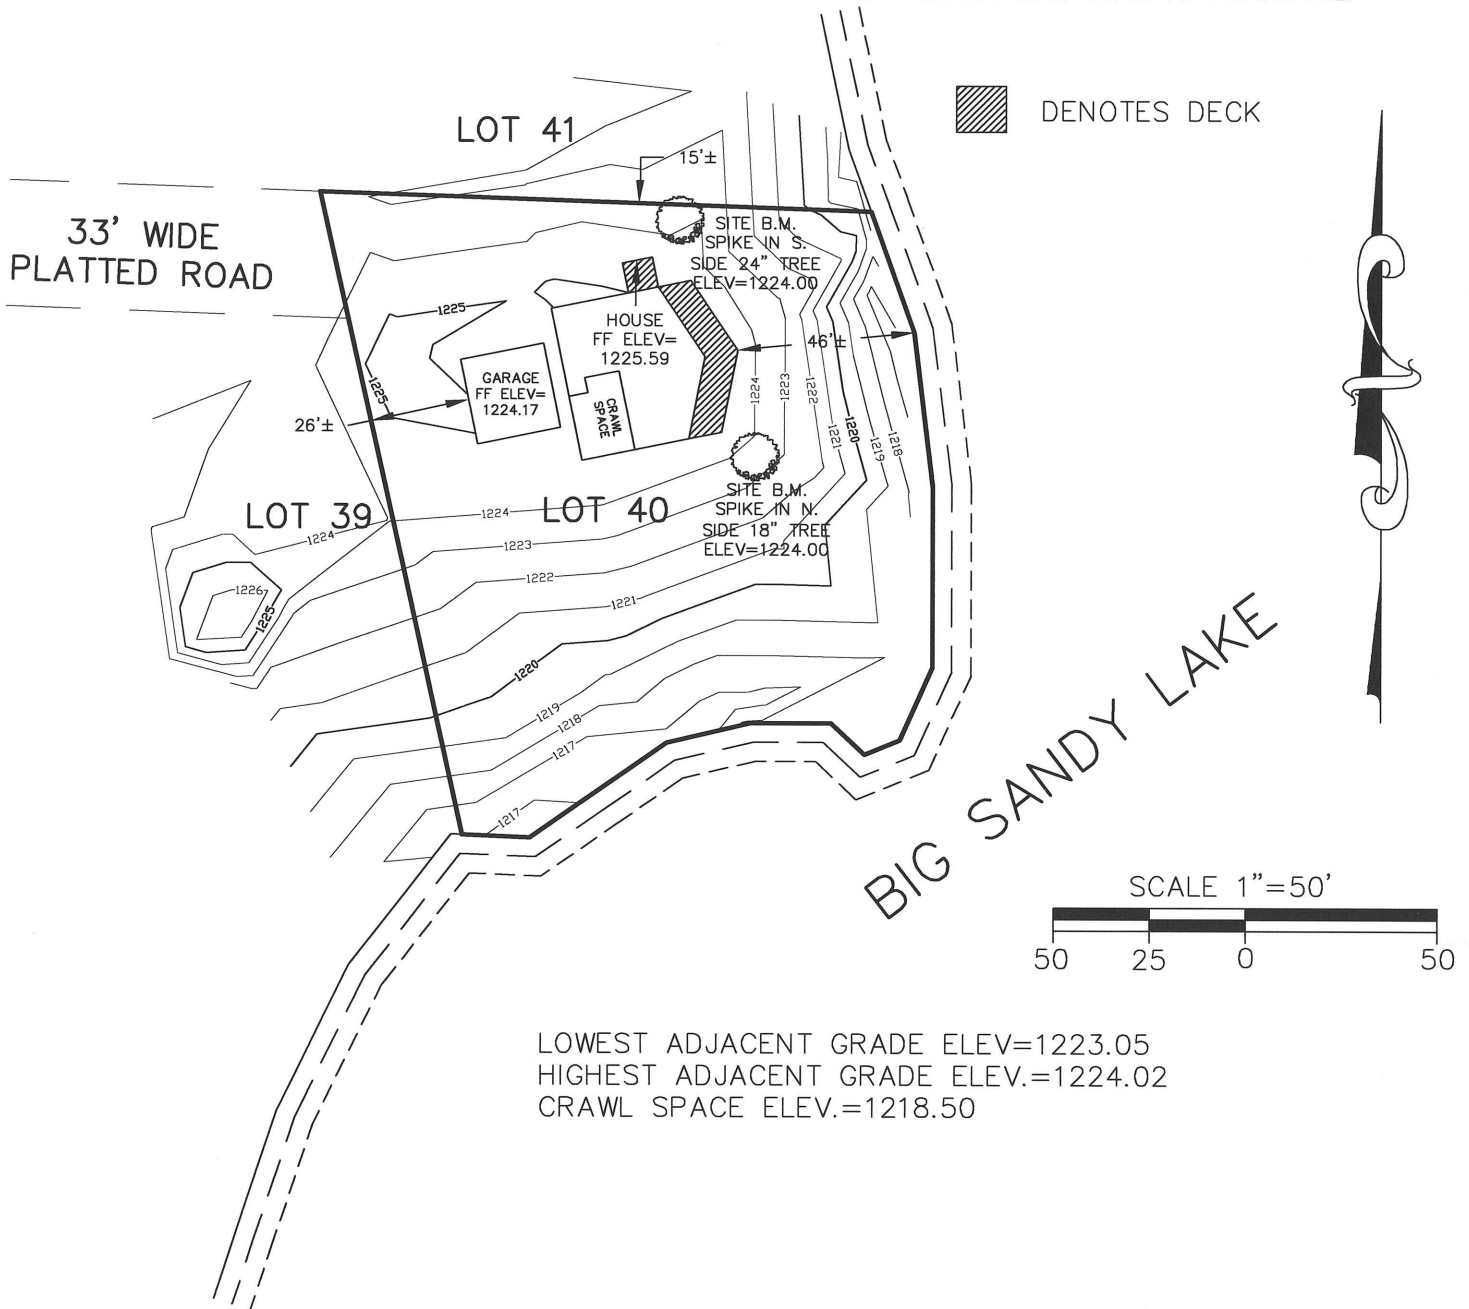 DENOTES DECK
LOT 41
15'±
33' WIDE
PLATTED ROAD
SITE B.M.
SPIKE IN S.
SIDE 24" TREE
ELEV=1224.00
1225
HOUSE
FF ELEV=
1225.59
46'±
GARAGE
FF ELEV=
1224.17
1225
CRAWL
SPACE
1224
1223
1222
1221
1220
1219
1218
26'±
SITE B.M.
SPIKE IN N.
SIDE 18" TREE
ELEV=1224.00
LOT 39
LOT 40
1224
1224
1223
1222
1221
1226
1225
1220
1219
1218
1217
1217
BIG SANDY LAKE
SCALE 1"=50'
50 25 0 50
LOWEST ADJACENT GRADE ELEV=1223.05
HIGHEST ADJACENT GRADE ELEV.=1224.02
CRAWL SPACE ELEV.=1218.50